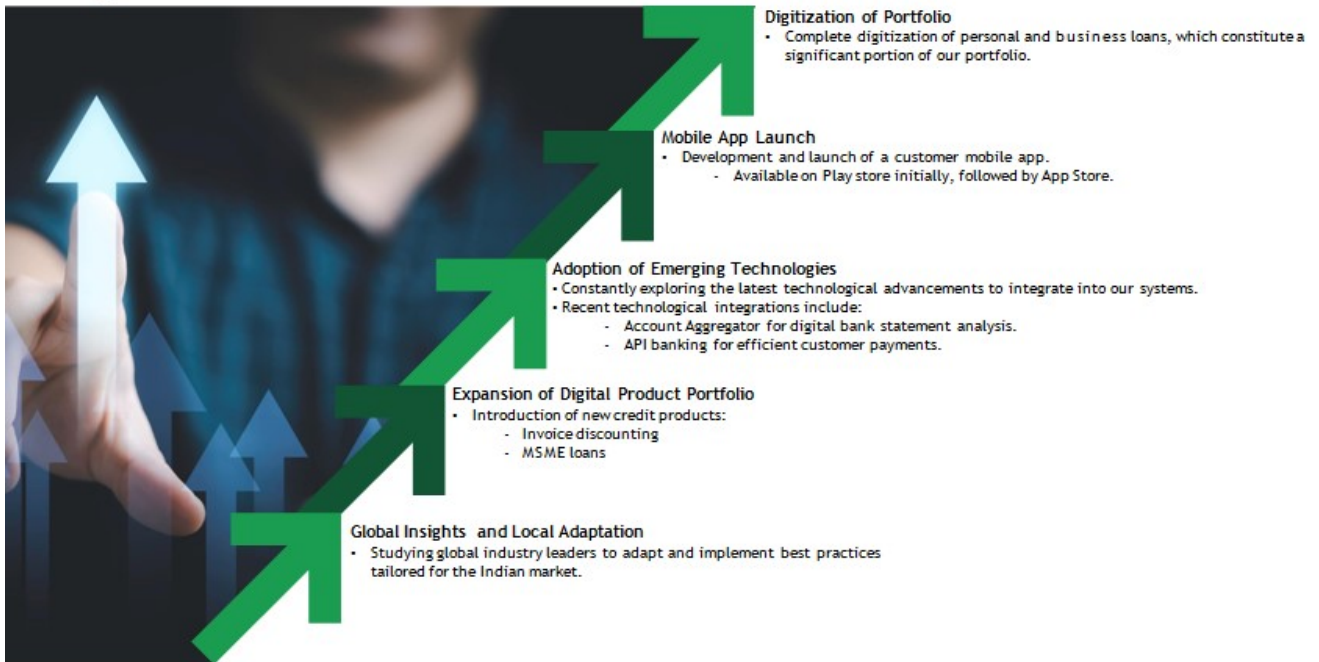 Digitization of Portfolio
• Complete digitization of personal and business loans, which constitute a
significant portion of our portfolio.
Mobile App Launch
• Development and launch of a customer mobile app.
- Available on Play store initially, followed by App Store.
Adoption of Emerging Technologies
• Constantly exploring the latest technological advancements to integrate into our systems.
• Recent technological integrations include:
- Account Aggregator for digital bank statement analysis.
- API banking for efficient customer payments.
Expansion of Digital Product Portfolio
• Introduction of new credit products:
- Invoice discounting
- MSME loans
Global Insights and Local Adaptation
• Studying global industry leaders to adapt and implement best practices
tailored for the Indian market.